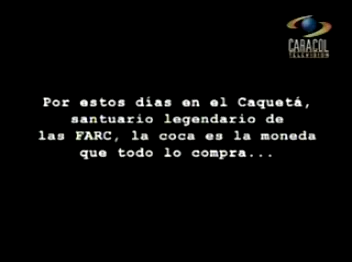 CARACOL
TELEVISIÓN
Por estos días en el Caquetá,
santuario legendario de
las FARC, la coca es la moneda
que todo lo compra...